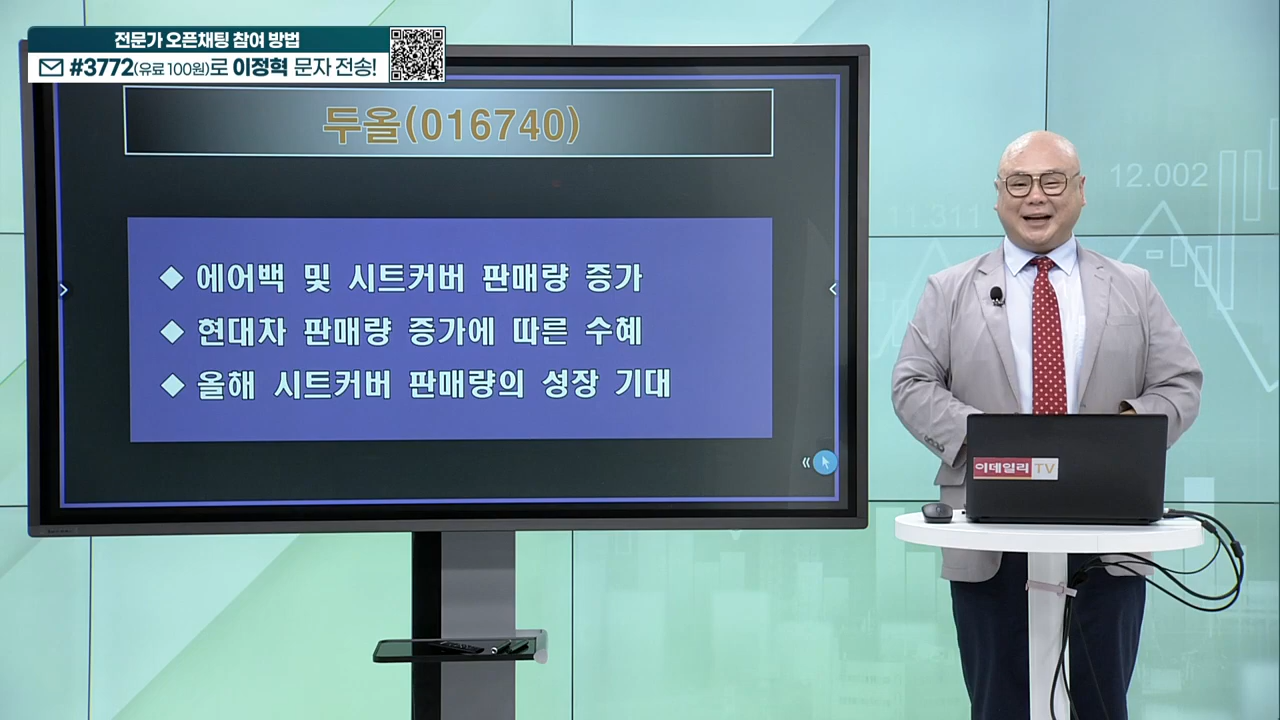 전문가 오픈채팅 참여 방법
#3772(유료 100원)로 이정혁 문자 전송!
두올(016740)
◆ 에어백 및 시트커버 판매량 증가
◆ 현대차 판매량 증가에 따른 수혜
◆ 올해 시트커버 판매량의 성장 기대
12.002
11.311
이데일리 TV